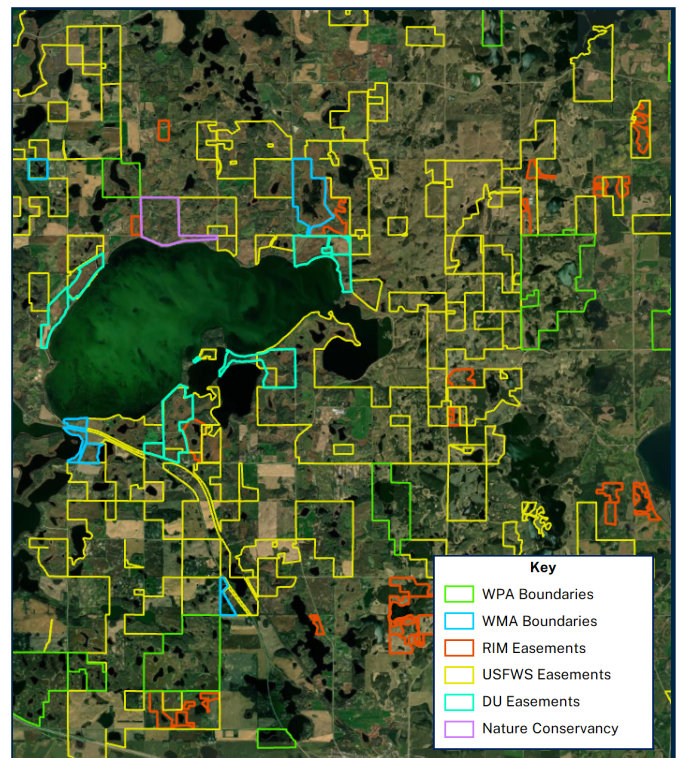 Key
WPA Boundaries
WMA Boundaries
RIM Easements
USFWS Easements
DU Easements
Nature Conservancy